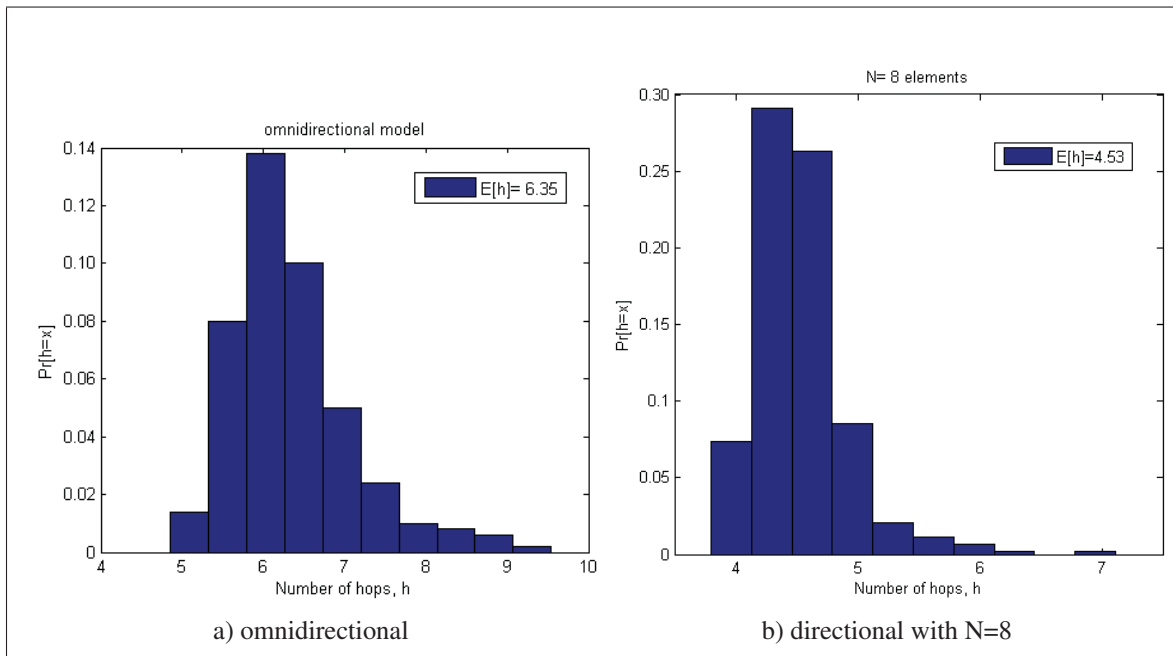 omnidirectional model
E[h]= 6.35
0.14
0.12
0.10
0.08
0.06
0.04
0.02
0
Pr[h=x]
4 5 6 7 8 9 10
Number of hops, h
a) omnidirectional
N= 8 elements
E[h]=4.53
0.30
0.25
0.20
0.15
0.1
0.05
0
Pr[h=x]
4 5 6 7
Number of hops, h
b) directional with N=8